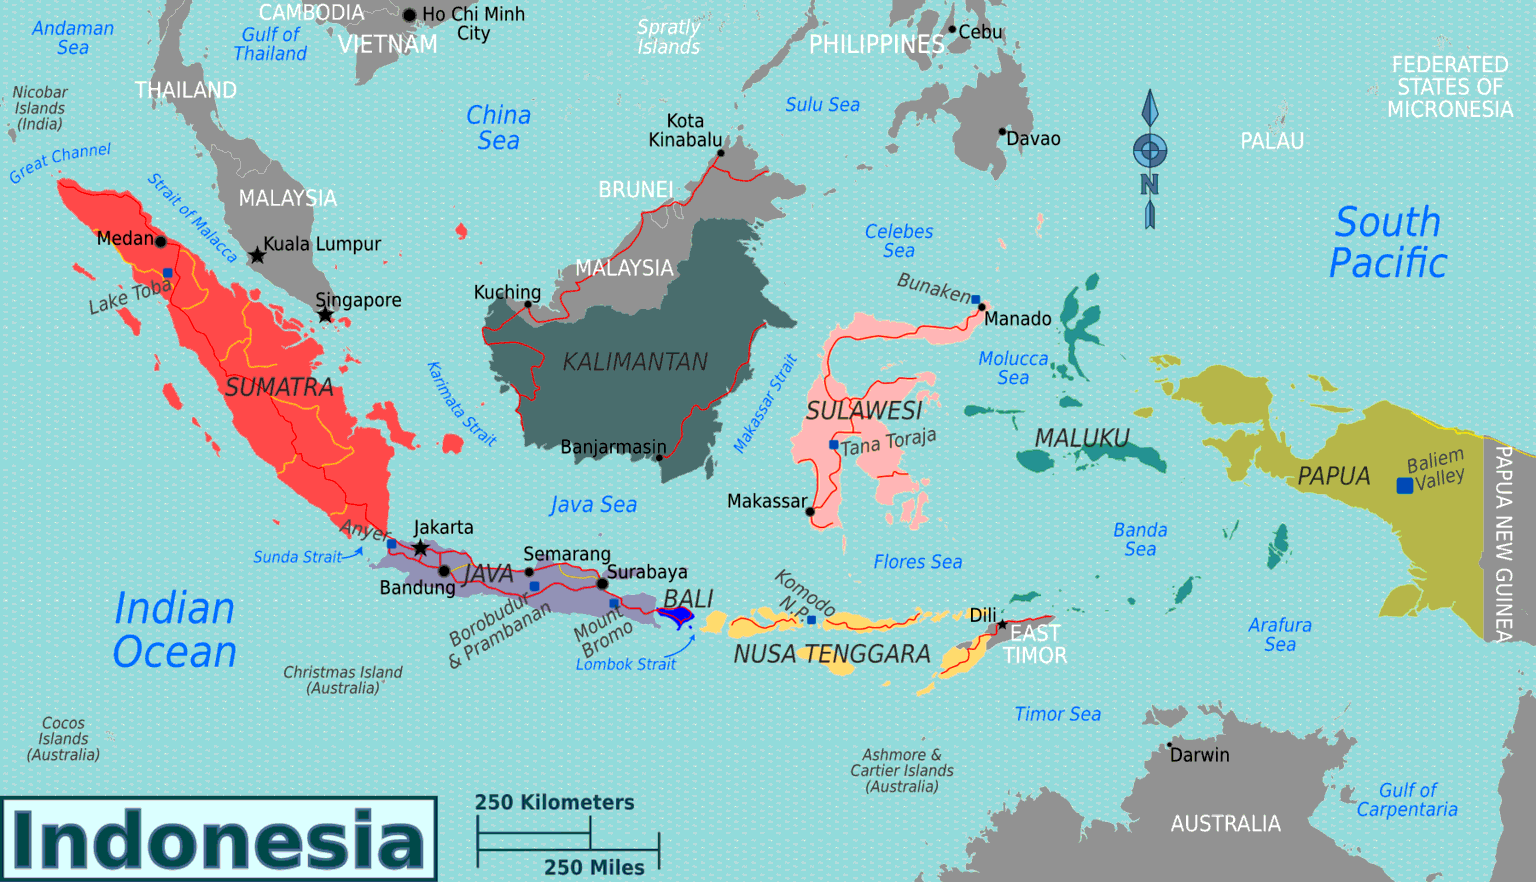 CAMBODIA
Ho Chi Minh
City
Andaman
Sea
Gulf of
Thailand
VIETNAM
Spratly
Islands
PHILIPPINES
Cebu
FEDERATED
STATES OF
MICRONESIA
THAILAND
Nicobar
Islands
(India)
China
Sea
Sulu Sea
Kota
Kinabalu
Davao
PALAU
Great Channel
Strait of Malacca
MALAYSIA
BRUNEI
N
South
Pacific
Medan
Kuala Lumpur
Celebes
Sea
MALAYSIA
Lake Toba
Singapore
Kuching
Bunaken
Manado
KALIMANTAN
Molucca
Sea
SUMATRA
Karimata Strait
Makassar Strait
SULAWESI
Tana Toraja
MALUKU
Banjarmasin
PAPUA
Baliem
Valley
PAPUA NEW GUINEA
Java Sea
Makassar
Anyer
Jakarta
Banda
Sea
Sunda Strait
Semarang
Flores Sea
JAVA
Surabaya
Bandung
BALI
Komodo
N.P.
Indian
Ocean
Borobudur
& Prambanan
Mount
Bromo
Dili
EAST
TIMOR
Arafura
Sea
Lombok Strait
NUSA TENGGARA
Christmas Island
(Australia)
Timor Sea
Cocos
Islands
(Australia)
Ashmore &
Cartier Islands
(Australia)
Darwin
Gulf of
Carpentaria
AUSTRALIA
Indonesia
250 Kilometers
250 Miles